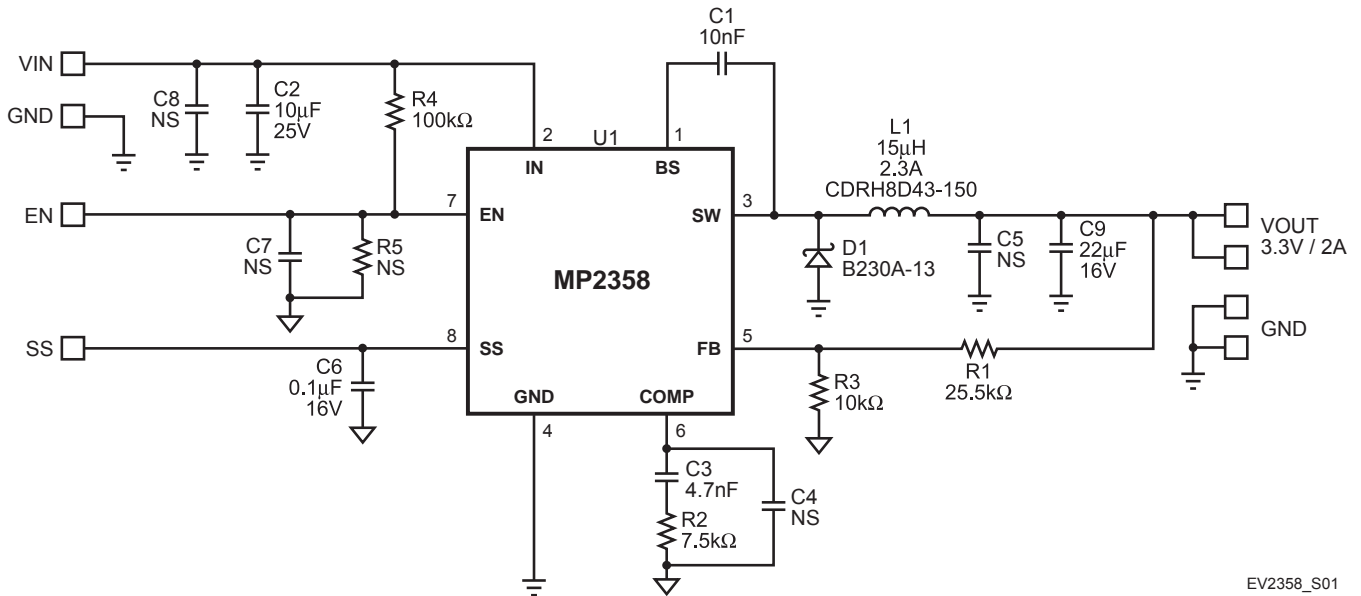 C1
10nF
VIN
GND
C8
NS
C2
10μF
25V
R4
100kΩ
2
U1
1
IN
BS
L1
15μH
2.3A
CDRH8D43-150
EN
7
EN
SW
3
C7
NS
R5
NS
MP2358
D1
B230A-13
C5
NS
C9
22μF
16V
VOUT
3.3V / 2A
GND
SS
8
SS
FB
5
C6
0.1μF
16V
R3
10kΩ
R1
25.5kΩ
GND
COMP
4
6
C3
4.7nF
C4
NS
R2
7.5kΩ
EV2358_S01